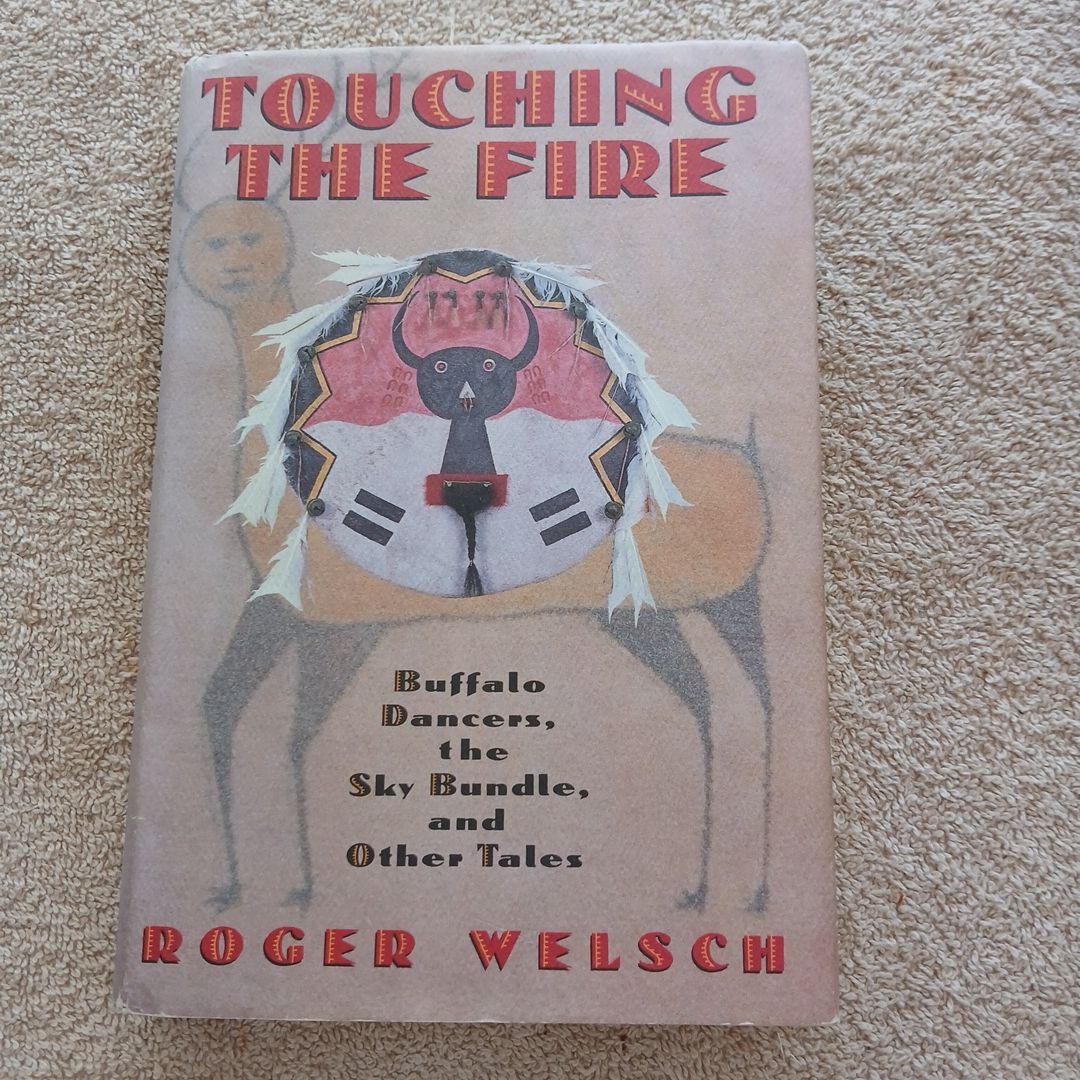 TOUCHING
THE FIRE
Buffalo
Dancers,
the
Sky Bundle,
and
Other Tales
ROGER WELSCH